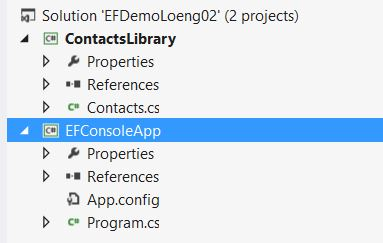 Solution 'EFDemoLoeng02' (2 projects)
ContactsLibrary
Properties
References
Contacts.cs
EFConsoleApp
Properties
References
App.config
Program.cs